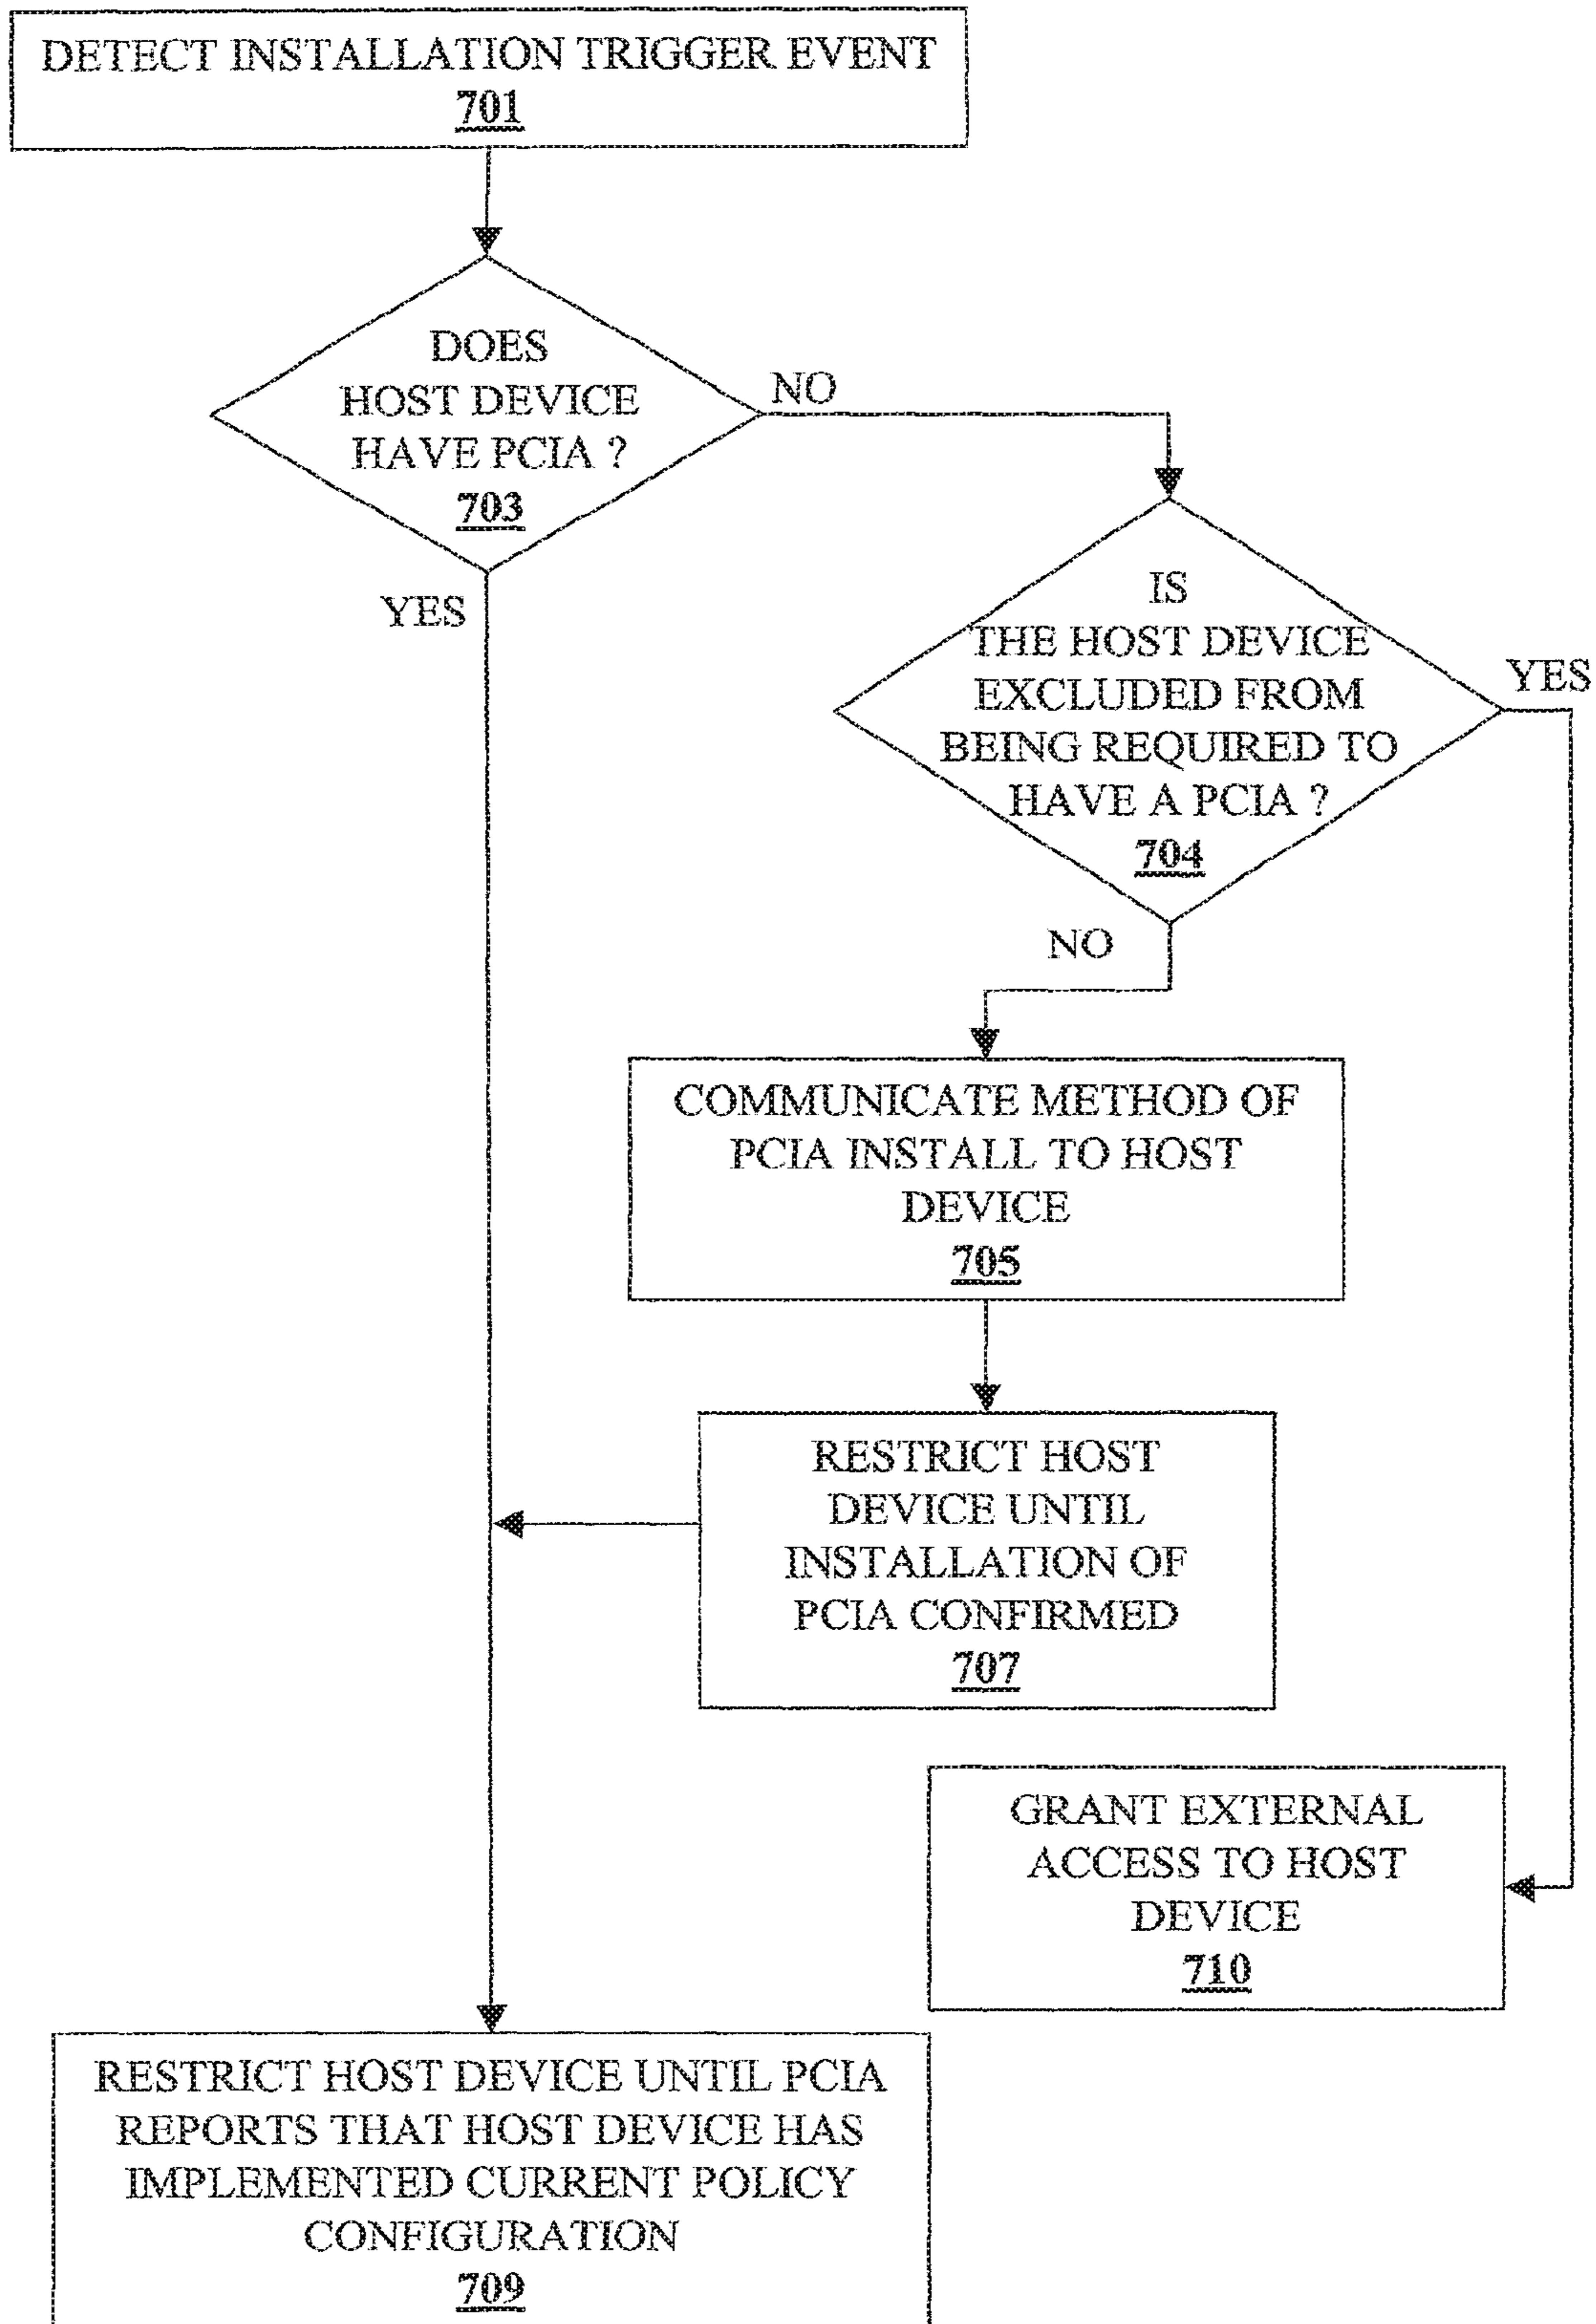 DETECT INSTALLATION TRIGGER EVENT
701
DOES
HOST DEVICE
HAVE PCIA ?
703
NO
YES
IS
THE HOST DEVICE
EXCLUDED FROM
BEING REQUIRED TO
HAVE A PCIA ?
704
YES
NO
COMMUNICATE METHOD OF
PCIA INSTALL TO HOST
DEVICE
705
RESTRICT HOST
DEVICE UNTIL
INSTALLATION OF
PCIA CONFIRMED
707
GRANT EXTERNAL
ACCESS TO HOST
DEVICE
710
RESTRICT HOST DEVICE UNTIL PCIA
REPORTS THAT HOST DEVICE HAS
IMPLEMENTED CURRENT POLICY
CONFIGURATION
709